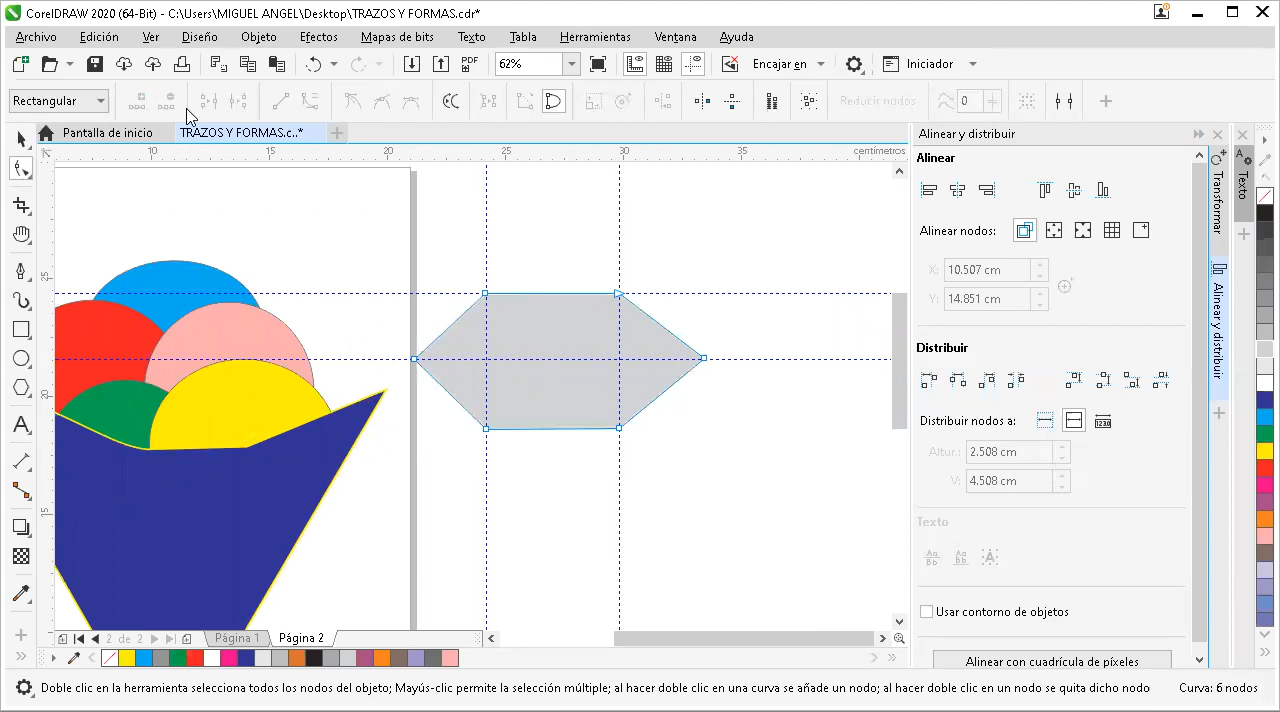 CorelDRAW 2020 (64-Bit) - C:\Users\MIGUEL ANGEL\Desktop\TRAZOS Y FORMAS.cdr*
Archivo Edición Ver Diseño Objeto Efectos Mapas de bits Texto Tabla Herramientas Ventana Ayuda
PDF 62% Encajar en Iniciador
Rectangular Reducir nodos 0
Pantalla de inicio TRAZOS Y FORMAS.c..*
10 15 20 25 30 35 centímetros
25
20
15
Alinear y distribuir
Alinear
Alinear nodos:
X: 10.507 cm
Y: 14.851 cm
Distribuir
Distribuir nodos a:
Altur.: 2.508 cm
V: 4.508 cm
Texto
Usar contorno de objetos
Alinear con cuadrícula de píxeles
Transformar
Alinear y distribuir
Texto
2 de 2 Página 1 Página 2
Doble clic en la herramienta selecciona todos los nodos del objeto; Mayús-clic permite la selección múltiple; al hacer doble clic en una curva se añade un nodo; al hacer doble clic en un nodo se quita dicho nodo Curva: 6 nodos